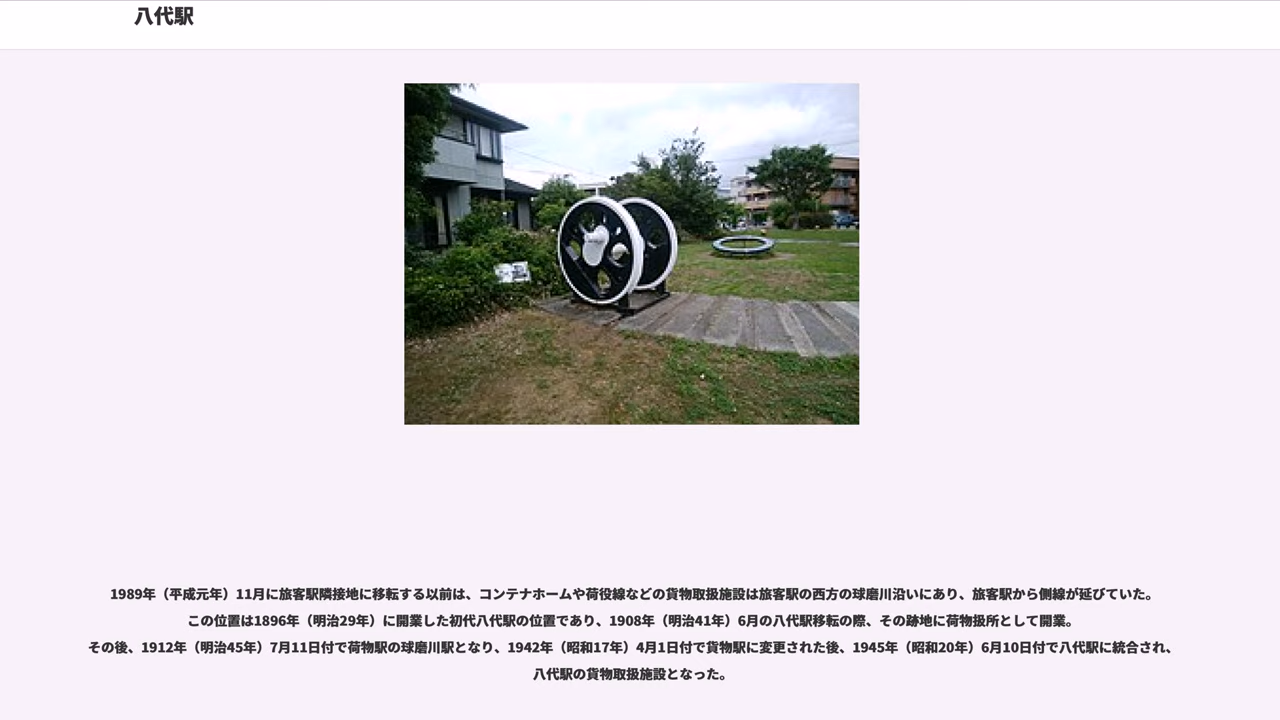 八代駅
1989年（平成元年）11月に旅客駅隣接地に移転する以前は、コンテナホームや荷役線などの貨物取扱施設は旅客駅の西方の球磨川沿いにあり、旅客駅から側線が延びていた。
この位置は1896年（明治29年）に開業した初代八代駅の位置であり、1908年（明治41年）6月の八代駅移転の際、その跡地に荷物扱所として開業。
その後、1912年（明治45年）7月11日付で荷物駅の球磨川駅となり、1942年（昭和17年）4月1日付で貨物駅に変更された後、1945年（昭和20年）6月10日付で八代駅に統合され、
八代駅の貨物取扱施設となった。